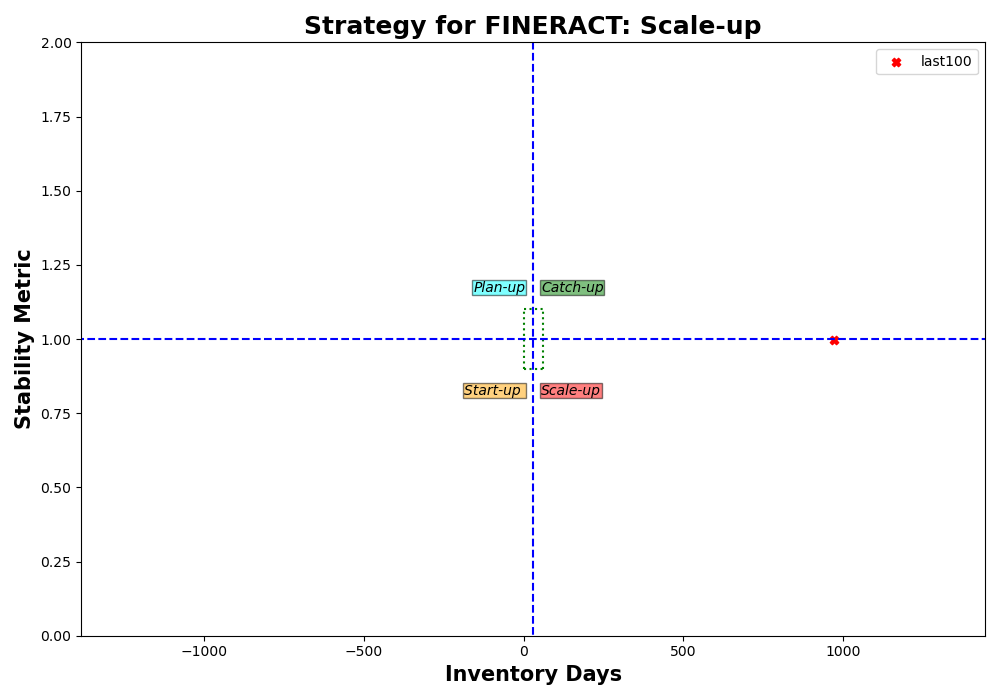 Strategy for FINERACT: Scale-up
last100
Stability Metric
2.00
1.75
1.50
1.25
1.00
0.75
0.50
0.25
0.00
Plan-up
Catch-up
Start-up
Scale-up
−1000
−500
0
500
1000
Inventory Days